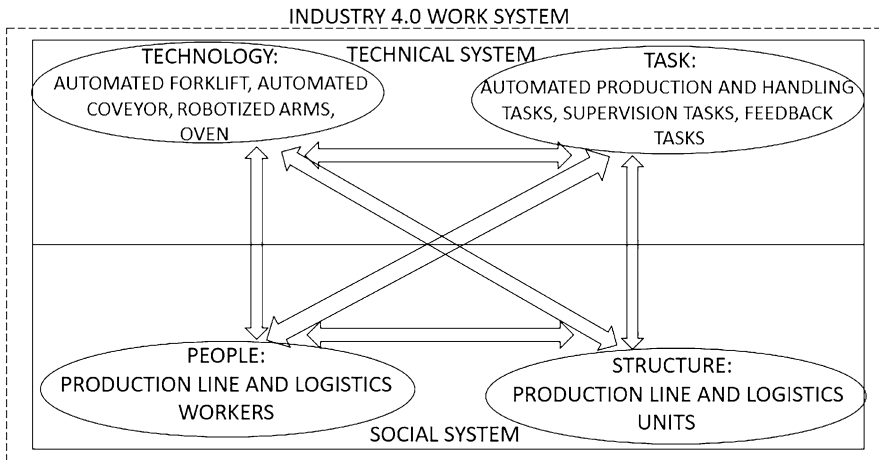 INDUSTRY 4.0 WORK SYSTEM
TECHNICAL SYSTEM
TECHNOLOGY:
AUTOMATED FORKLIFT, AUTOMATED
COVEYOR, ROBOTIZED ARMS,
OVEN
TASK:
AUTOMATED PRODUCTION AND HANDLING
TASKS, SUPERVISION TASKS, FEEDBACK
TASKS
PEOPLE:
PRODUCTION LINE AND LOGISTICS
WORKERS
STRUCTURE:
PRODUCTION LINE AND LOGISTICS
UNITS
SOCIAL SYSTEM